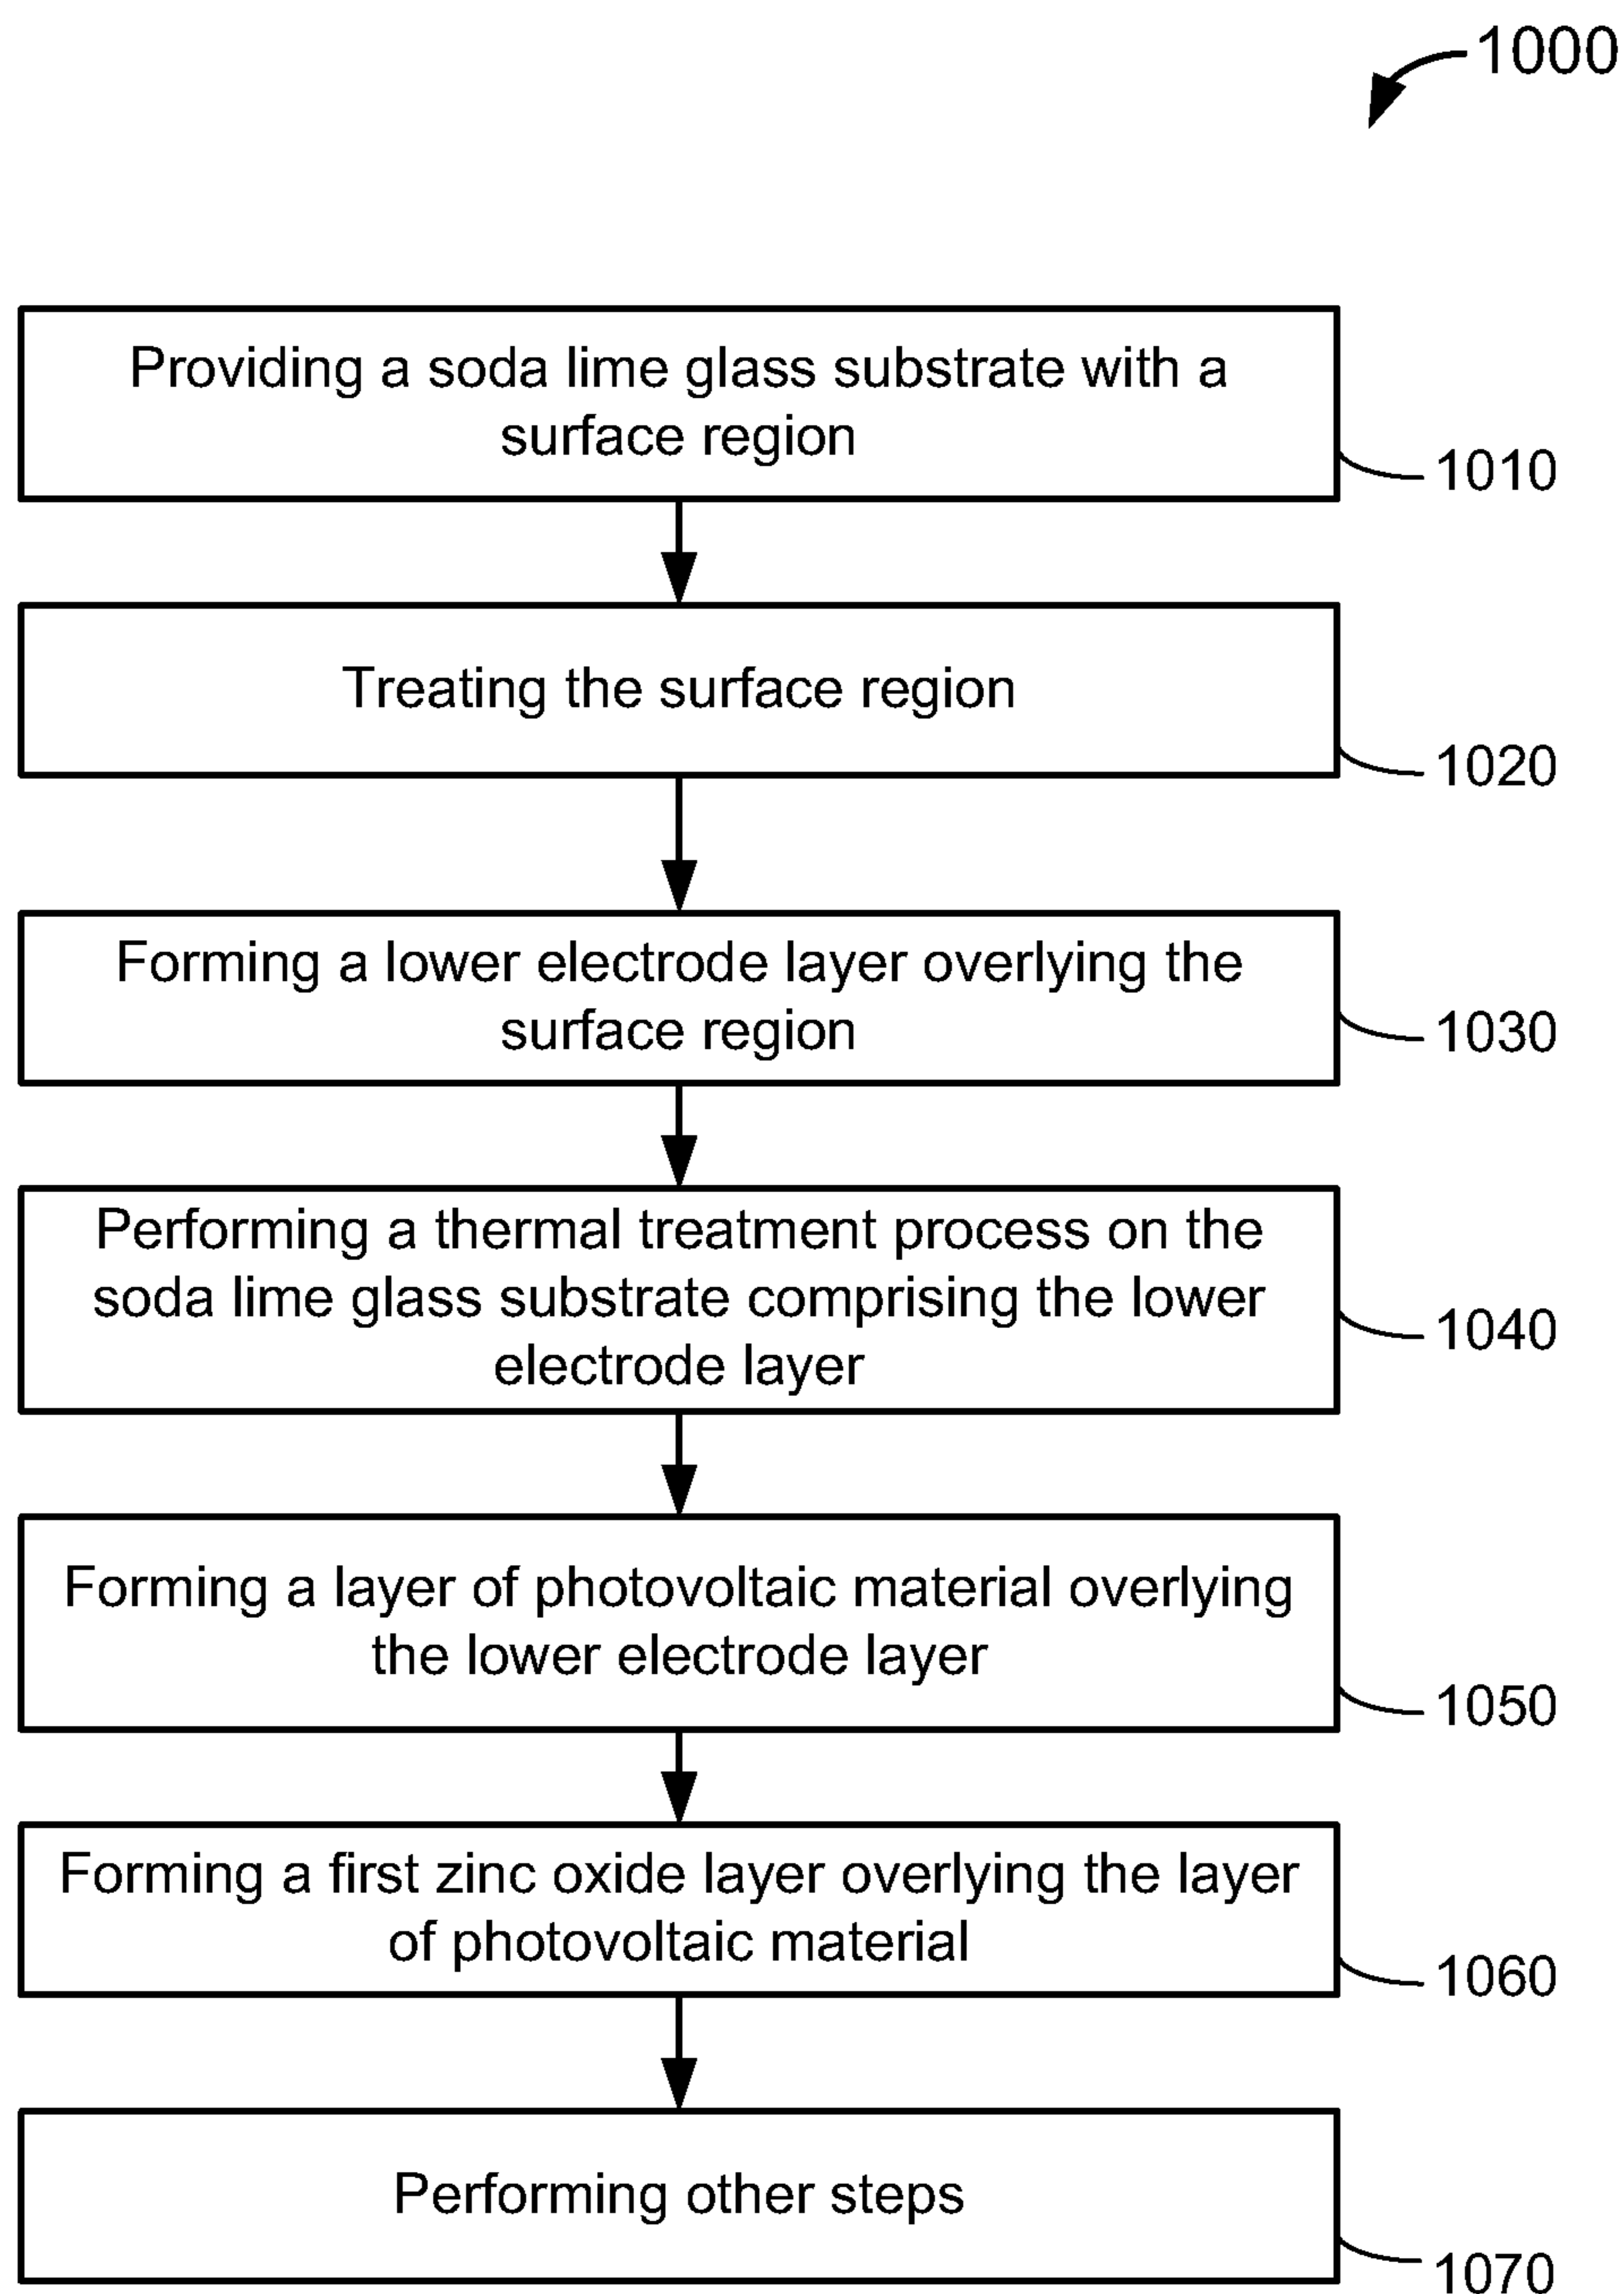 1000
Providing a soda lime glass substrate with a
surface region
1010
Treating the surface region
1020
Forming a lower electrode layer overlying the
surface region
1030
Performing a thermal treatment process on the
soda lime glass substrate comprising the lower
electrode layer
1040
Forming a layer of photovoltaic material overlying
the lower electrode layer
1050
Forming a first zinc oxide layer overlying the layer
of photovoltaic material
1060
Performing other steps
1070